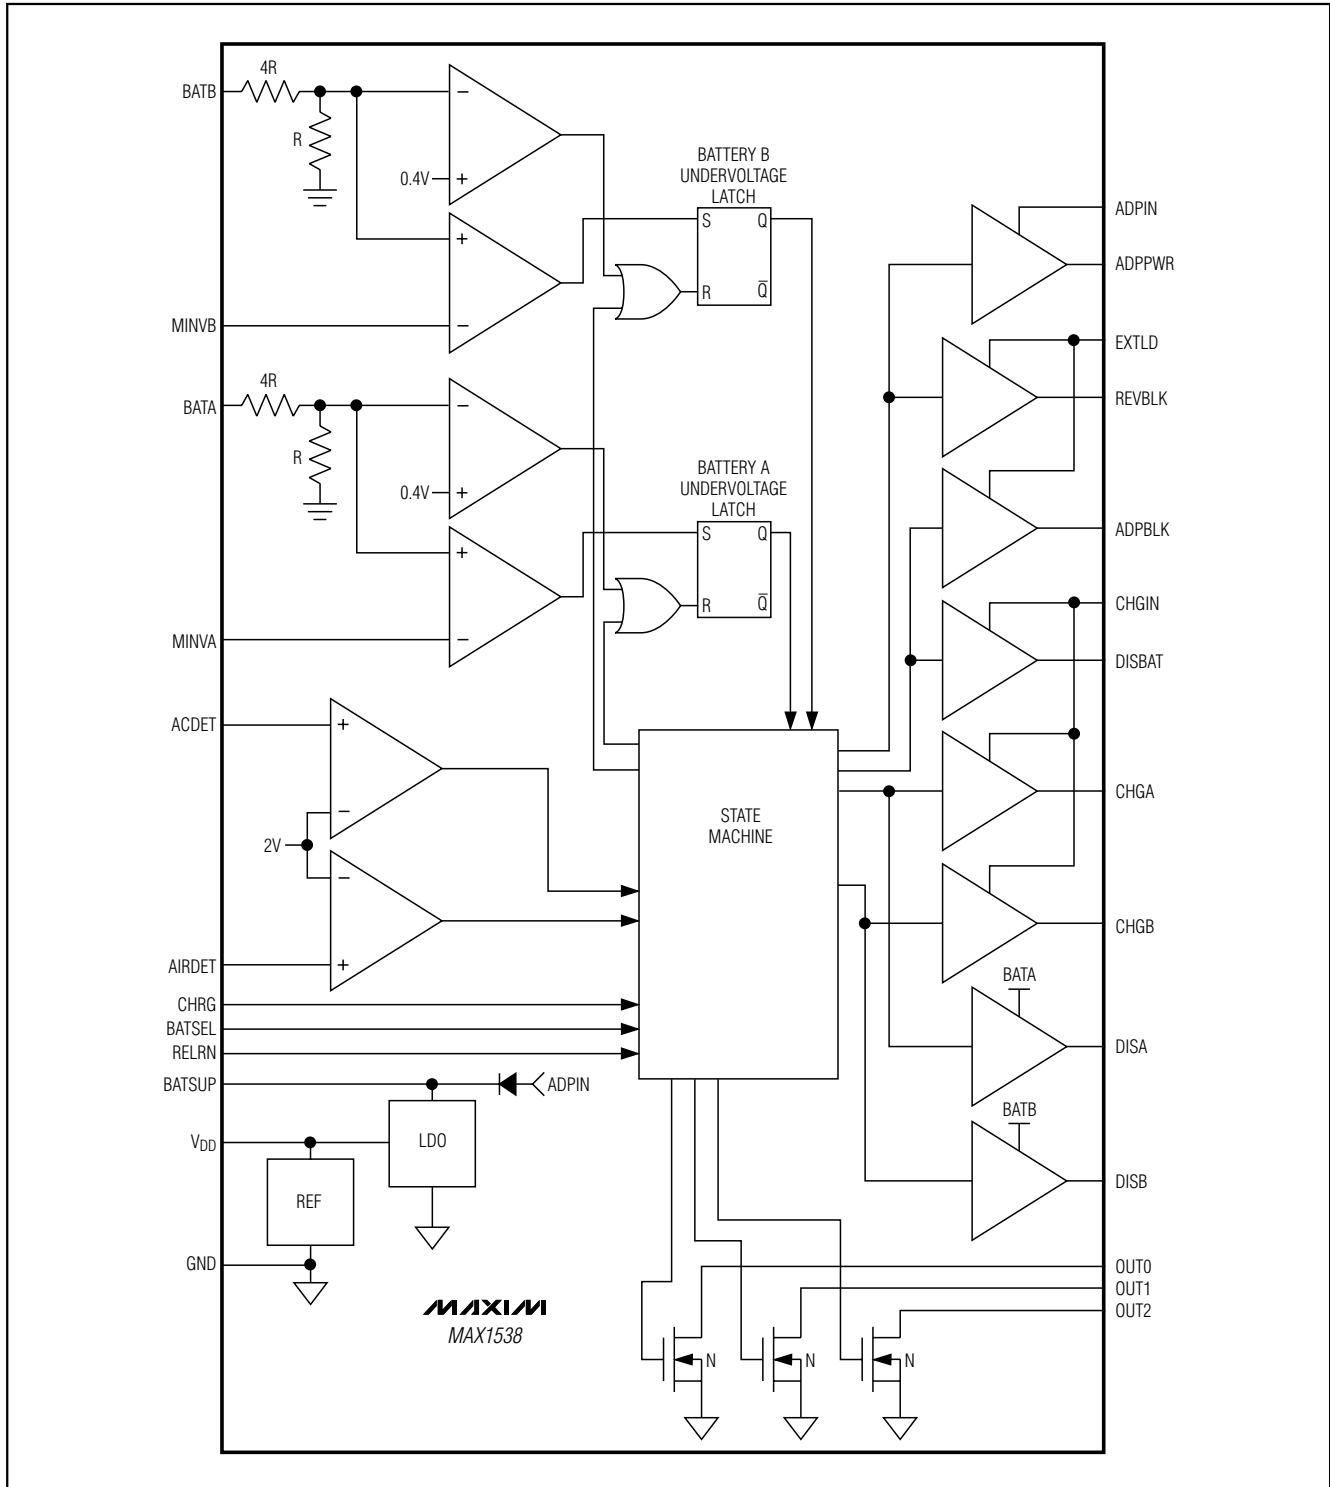 4R
BATB
R
−
0.4V
+
BATTERY B
UNDERVOLTAGE
LATCH
S
Q
R
Q̅
+
−
MINVB
4R
BATA
R
−
0.4V
+
BATTERY A
UNDERVOLTAGE
LATCH
S
Q
R
Q̅
+
−
MINVA
ACDET
+
−
2V
−
+
AIRDET
CHRG
BATSEL
RELRN
BATSUP
ADPIN
VDD
LDO
REF
GND
STATE
MACHINE
ADPIN
ADPPWR
EXTLD
REVBLK
ADPBLK
CHGIN
DISBAT
CHGA
CHGB
BATA
DISA
BATB
DISB
OUT0
OUT1
OUT2
N
N
N
MAXIM
MAX1538